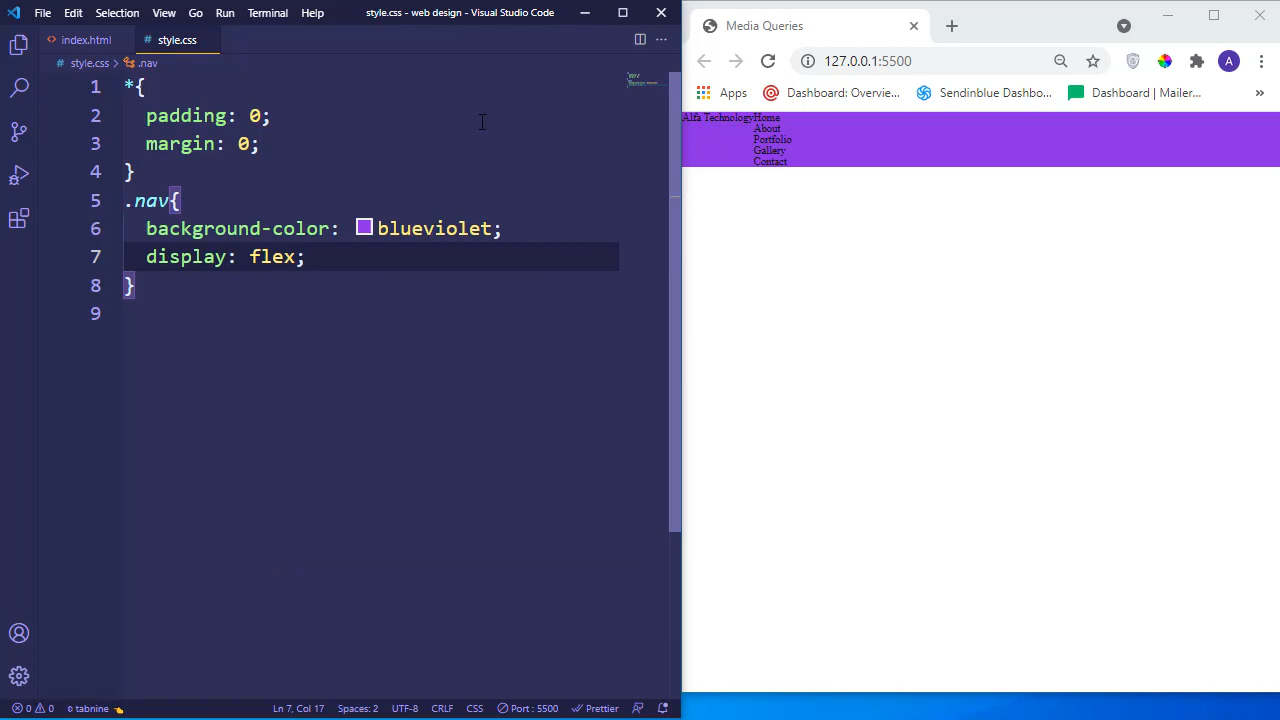 File Edit Selection View Go Run Terminal Help style.css - web design - Visual Studio Code
index.html style.css
style.css > .nav
1 *{
2 padding: 0;
3 margin: 0;
4 }
5 .nav{
6 background-color: blueviolet;
7 display: flex;
8 }
9
0 0 tabnine Ln 7, Col 17 Spaces: 2 UTF-8 CRLF CSS Port : 5500 Prettier
Media Queries
127.0.0.1:5500
A
Apps Dashboard: Overvie... Sendinblue Dashbo... Dashboard | Mailer... »
Alfa TechnologyHome
About
Portfolio
Gallery
Contact